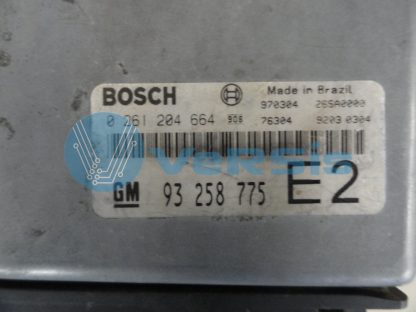 BOSCH
Made in Brazil
970304 26SA0000
0 261 204 664 908
76304 9203 0304
Versis
GM 93 258 775 E2